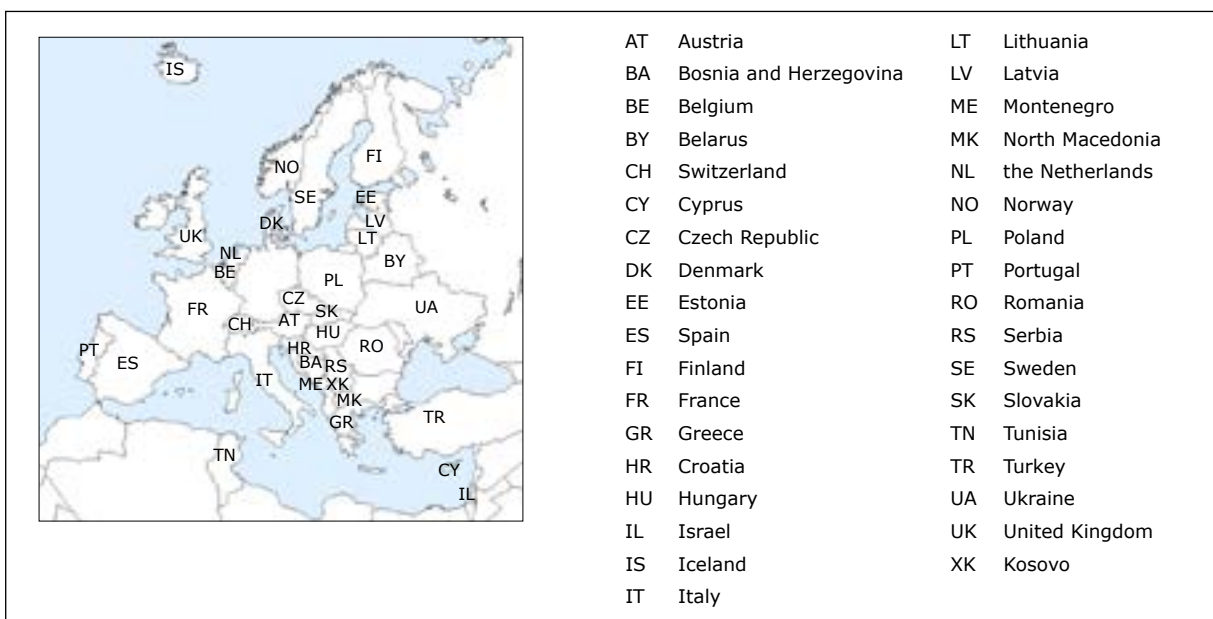 IS
NO
FI
SE
EE
DK
LV
LT
UK
NL
BE
BY
PL
CZ
UA
FR
SK
CH
AT
HU
RO
HR
PT
ES
BA
RS
IT
ME
XK
MK
TR
GR
TN
CY
IL
AT Austria
BA Bosnia and Herzegovina
BE Belgium
BY Belarus
CH Switzerland
CY Cyprus
CZ Czech Republic
DK Denmark
EE Estonia
ES Spain
FI Finland
FR France
GR Greece
HR Croatia
HU Hungary
IL Israel
IS Iceland
IT Italy
LT Lithuania
LV Latvia
ME Montenegro
MK North Macedonia
NL the Netherlands
NO Norway
PL Poland
PT Portugal
RO Romania
RS Serbia
SE Sweden
SK Slovakia
TN Tunisia
TR Turkey
UA Ukraine
UK United Kingdom
XK Kosovo